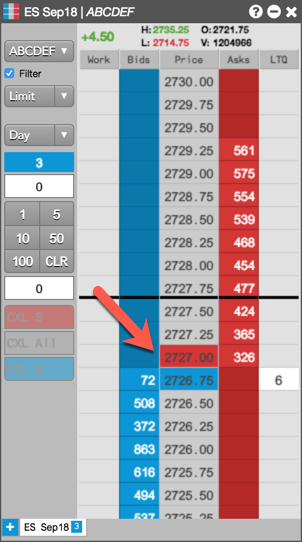 ES Sep18 | ABCDEF
ABCDEF
+4.50 H: 2735.25 O: 2721.75
L: 2714.75 V: 1204966
Work Bids Price Asks LTQ
Filter
Limit
Day
3
0
1 5
10 50
100 CLR
0
CXL All
2730.00
2729.75
2729.50
2729.25 561
2729.00 575
2728.75 554
2728.50 539
2728.25 468
2728.00 454
2727.75 477
2727.50 424
2727.25 365
2727.00 326
72 2726.75 6
508 2726.50
372 2726.25
863 2726.00
616 2725.75
494 2725.50
537 2725.25
ES Sep18 3